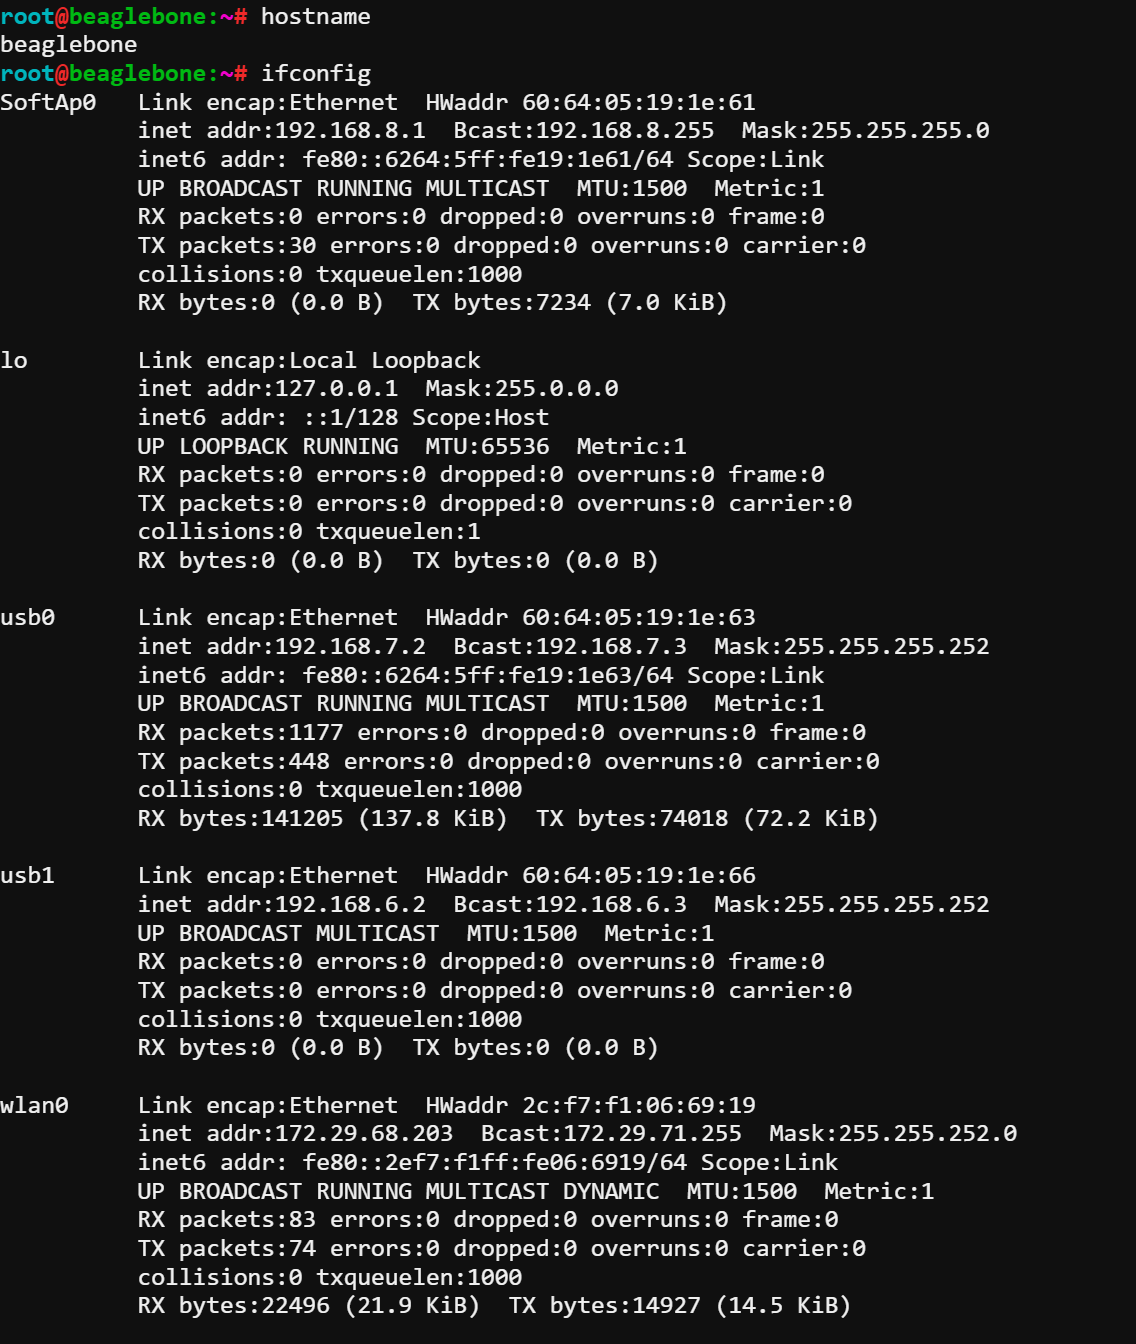 root@beaglebone:~# hostname
beaglebone
root@beaglebone:~# ifconfig
SoftAp0   Link encap:Ethernet  HWaddr 60:64:05:19:1e:61
          inet addr:192.168.8.1  Bcast:192.168.8.255  Mask:255.255.255.0
          inet6 addr: fe80::6264:5ff:fe19:1e61/64 Scope:Link
          UP BROADCAST RUNNING MULTICAST  MTU:1500  Metric:1
          RX packets:0 errors:0 dropped:0 overruns:0 frame:0
          TX packets:30 errors:0 dropped:0 overruns:0 carrier:0
          collisions:0 txqueuelen:1000
          RX bytes:0 (0.0 B)  TX bytes:7234 (7.0 KiB)

lo        Link encap:Local Loopback
          inet addr:127.0.0.1  Mask:255.0.0.0
          inet6 addr: ::1/128 Scope:Host
          UP LOOPBACK RUNNING  MTU:65536  Metric:1
          RX packets:0 errors:0 dropped:0 overruns:0 frame:0
          TX packets:0 errors:0 dropped:0 overruns:0 carrier:0
          collisions:0 txqueuelen:1
          RX bytes:0 (0.0 B)  TX bytes:0 (0.0 B)

usb0      Link encap:Ethernet  HWaddr 60:64:05:19:1e:63
          inet addr:192.168.7.2  Bcast:192.168.7.3  Mask:255.255.255.252
          inet6 addr: fe80::6264:5ff:fe19:1e63/64 Scope:Link
          UP BROADCAST RUNNING MULTICAST  MTU:1500  Metric:1
          RX packets:1177 errors:0 dropped:0 overruns:0 frame:0
          TX packets:448 errors:0 dropped:0 overruns:0 carrier:0
          collisions:0 txqueuelen:1000
          RX bytes:141205 (137.8 KiB)  TX bytes:74018 (72.2 KiB)

usb1      Link encap:Ethernet  HWaddr 60:64:05:19:1e:66
          inet addr:192.168.6.2  Bcast:192.168.6.3  Mask:255.255.255.252
          UP BROADCAST MULTICAST  MTU:1500  Metric:1
          RX packets:0 errors:0 dropped:0 overruns:0 frame:0
          TX packets:0 errors:0 dropped:0 overruns:0 carrier:0
          collisions:0 txqueuelen:1000
          RX bytes:0 (0.0 B)  TX bytes:0 (0.0 B)

wlan0     Link encap:Ethernet  HWaddr 2c:f7:f1:06:69:19
          inet addr:172.29.68.203  Bcast:172.29.71.255  Mask:255.255.252.0
          inet6 addr: fe80::2ef7:f1ff:fe06:6919/64 Scope:Link
          UP BROADCAST RUNNING MULTICAST DYNAMIC  MTU:1500  Metric:1
          RX packets:83 errors:0 dropped:0 overruns:0 frame:0
          TX packets:74 errors:0 dropped:0 overruns:0 carrier:0
          collisions:0 txqueuelen:1000
          RX bytes:22496 (21.9 KiB)  TX bytes:14927 (14.5 KiB)